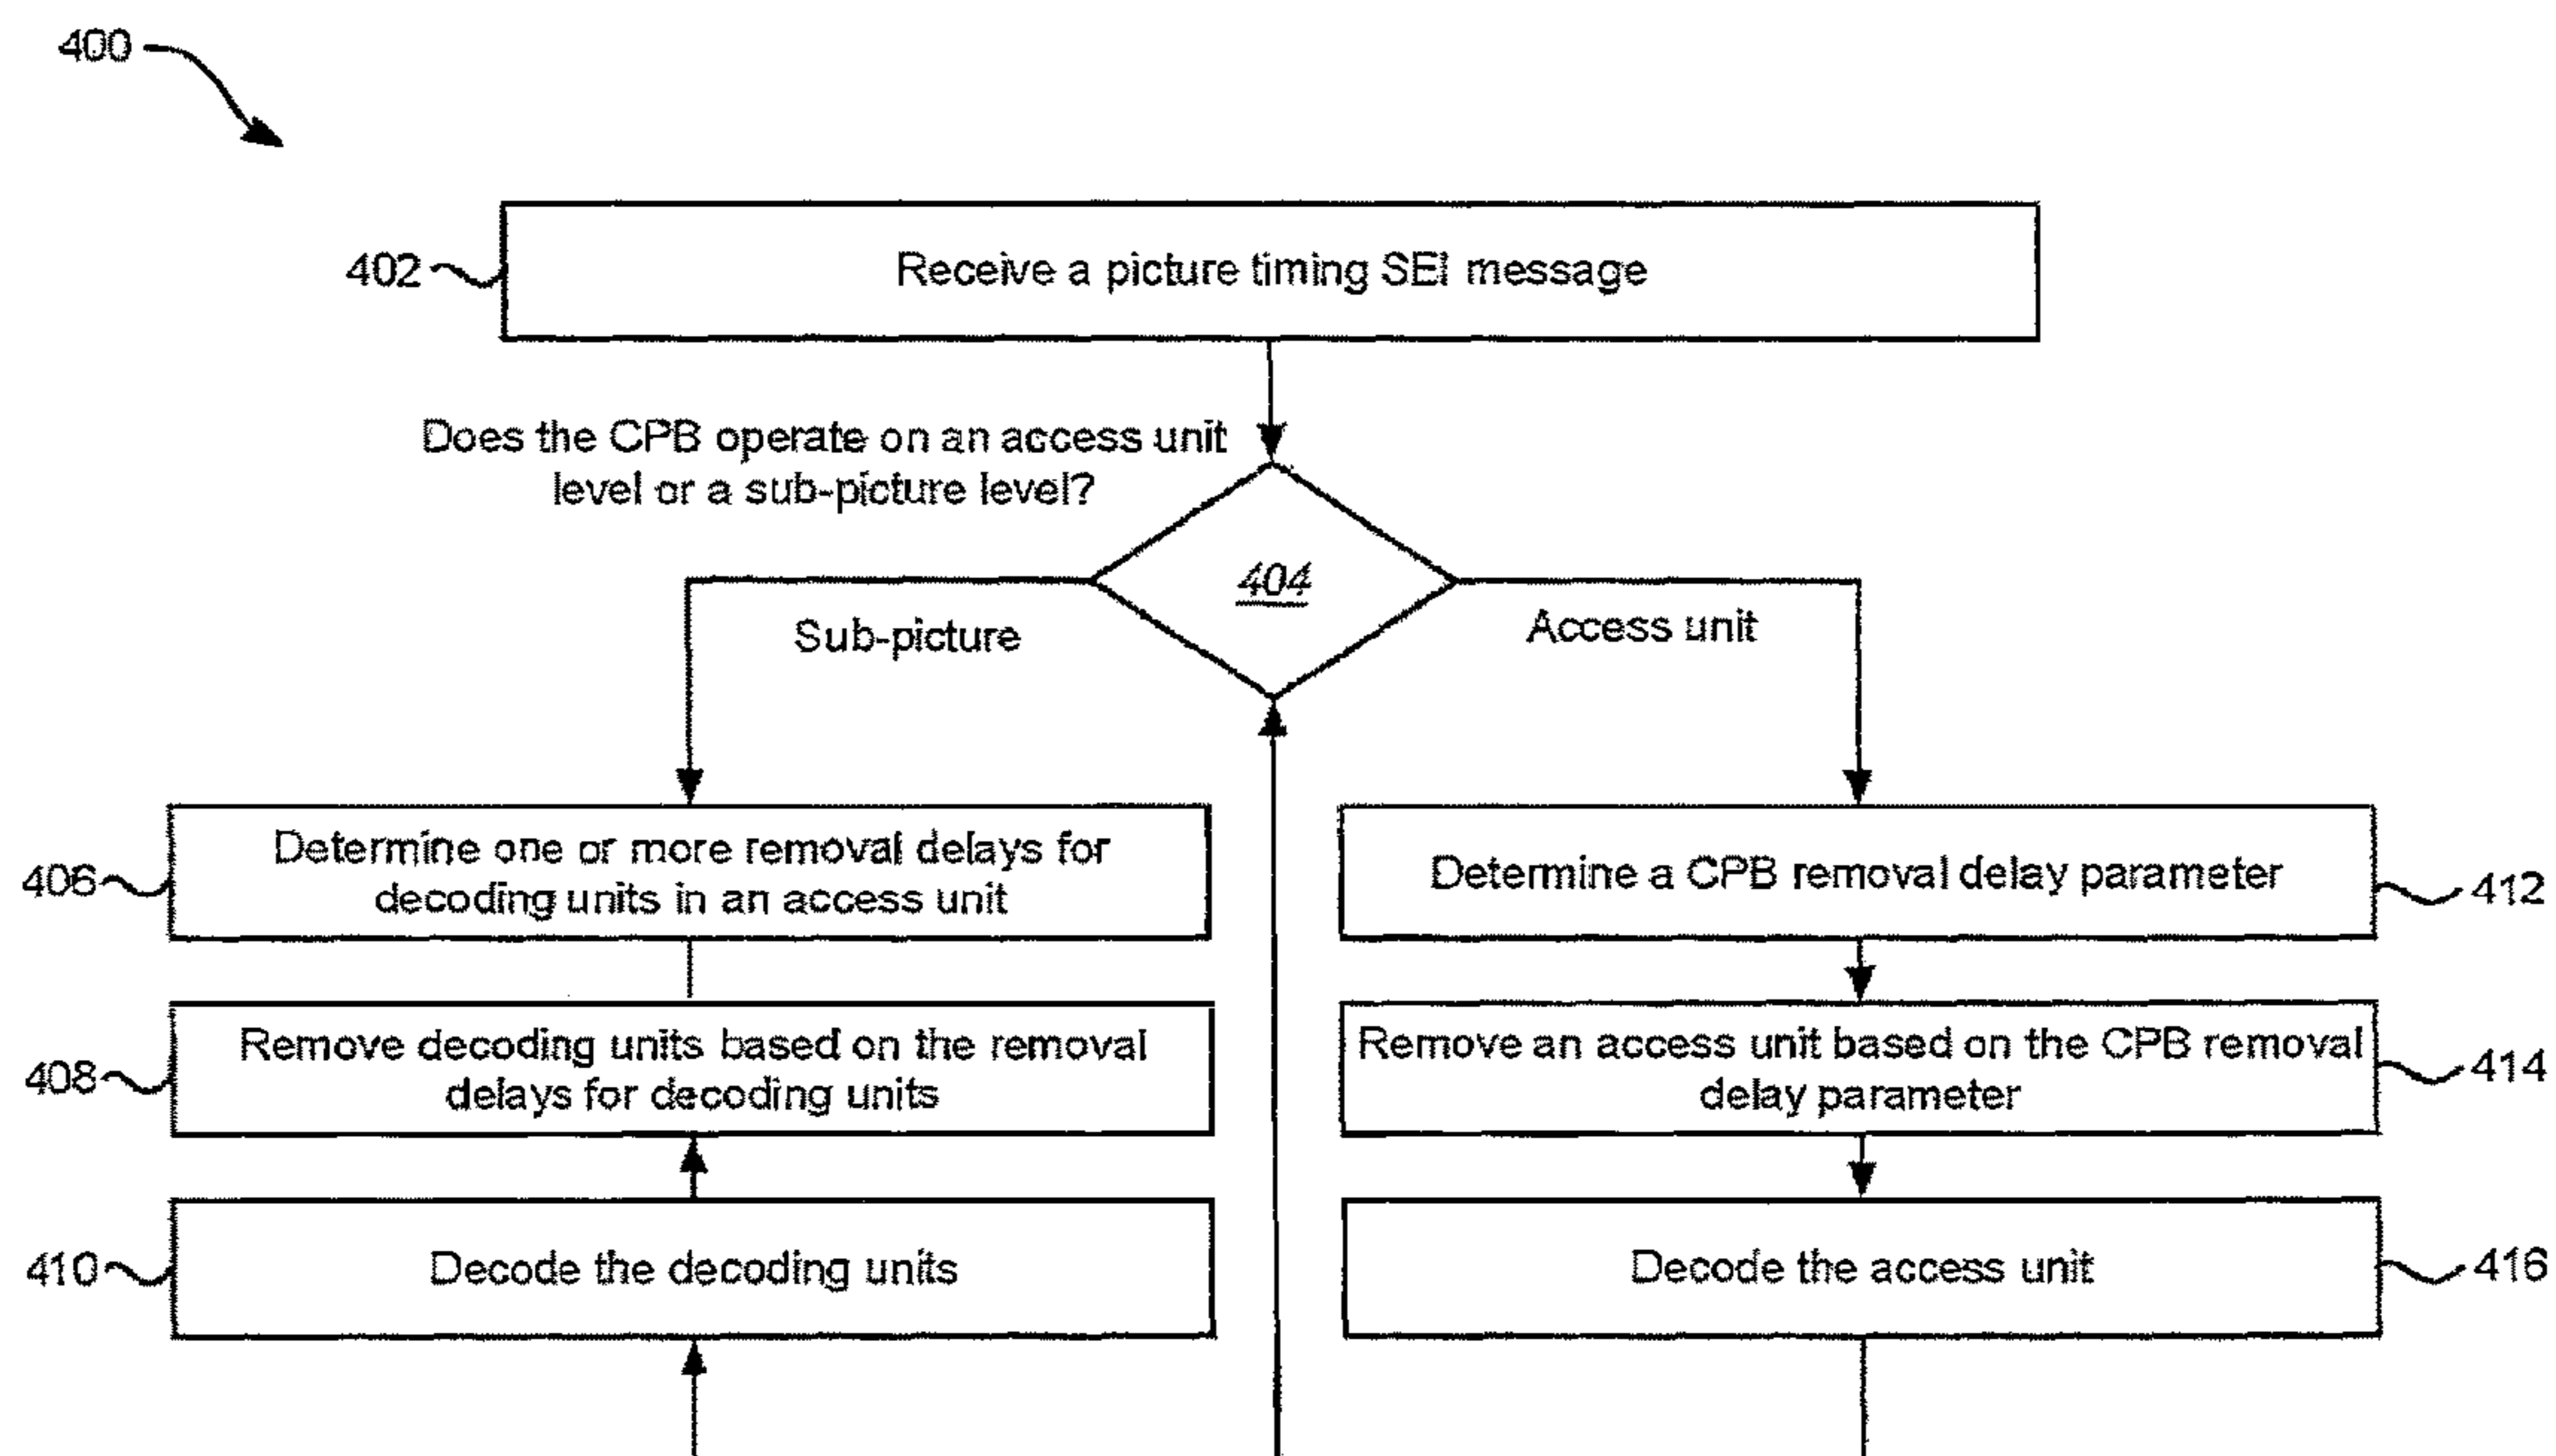 400
402
Receive a picture timing SEI message
Does the CPB operate on an access unit
level or a sub-picture level?
404
Sub-picture
Access unit
406
Determine one or more removal delays for
decoding units in an access unit
Determine a CPB removal delay parameter
412
408
Remove decoding units based on the removal
delays for decoding units
Remove an access unit based on the CPB removal
delay parameter
414
410
Decode the decoding units
Decode the access unit
416